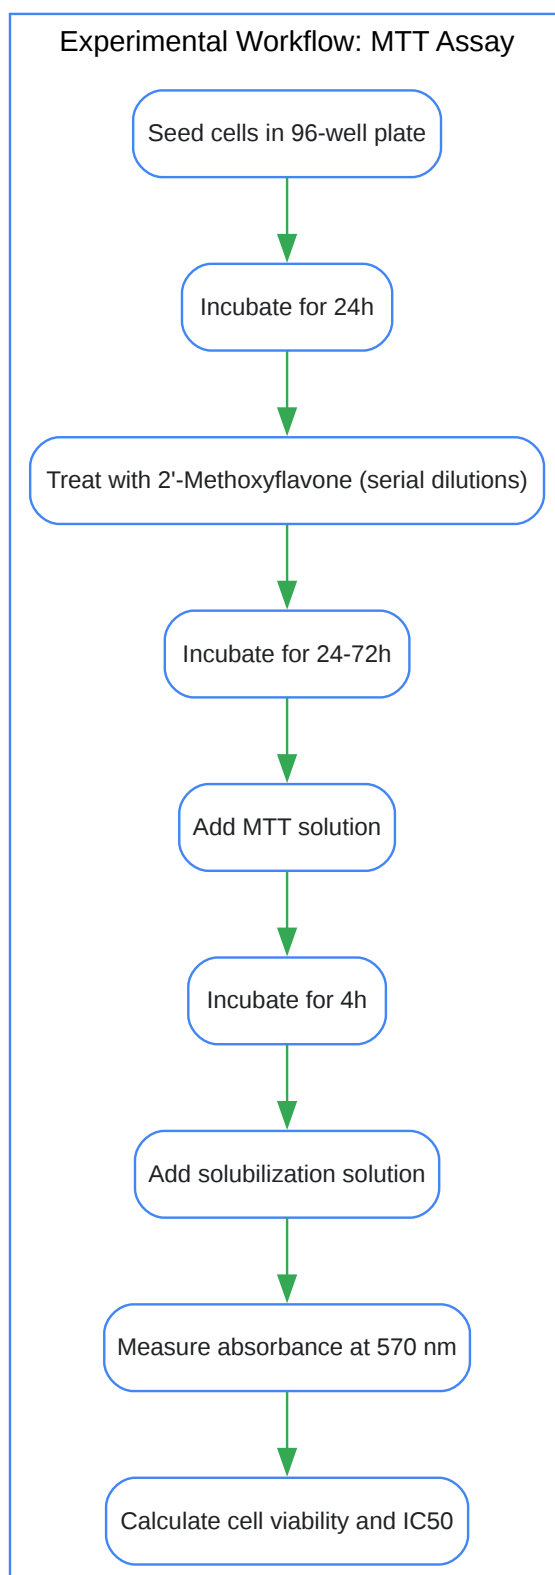 Experimental Workflow: MTT Assay
Seed cells in 96-well plate
Incubate for 24h
Treat with 2'-Methoxyflavone (serial dilutions)
Incubate for 24-72h
Add MTT solution
Incubate for 4h
Add solubilization solution
Measure absorbance at 570 nm
Calculate cell viability and IC50